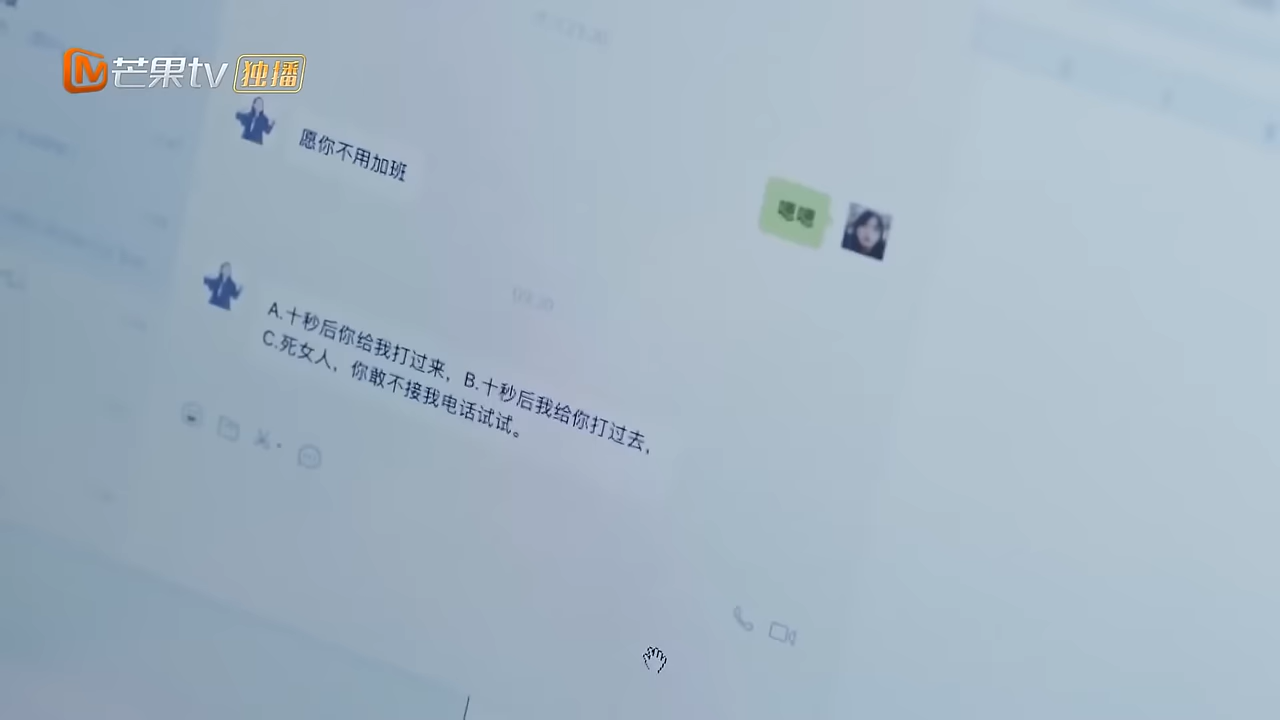 芒果tv 独播
愿你不用加班
嗯嗯
A.十秒后你给我打过来，B.十秒后我给你打过去，
C.死女人，你敢不接我电话试试。